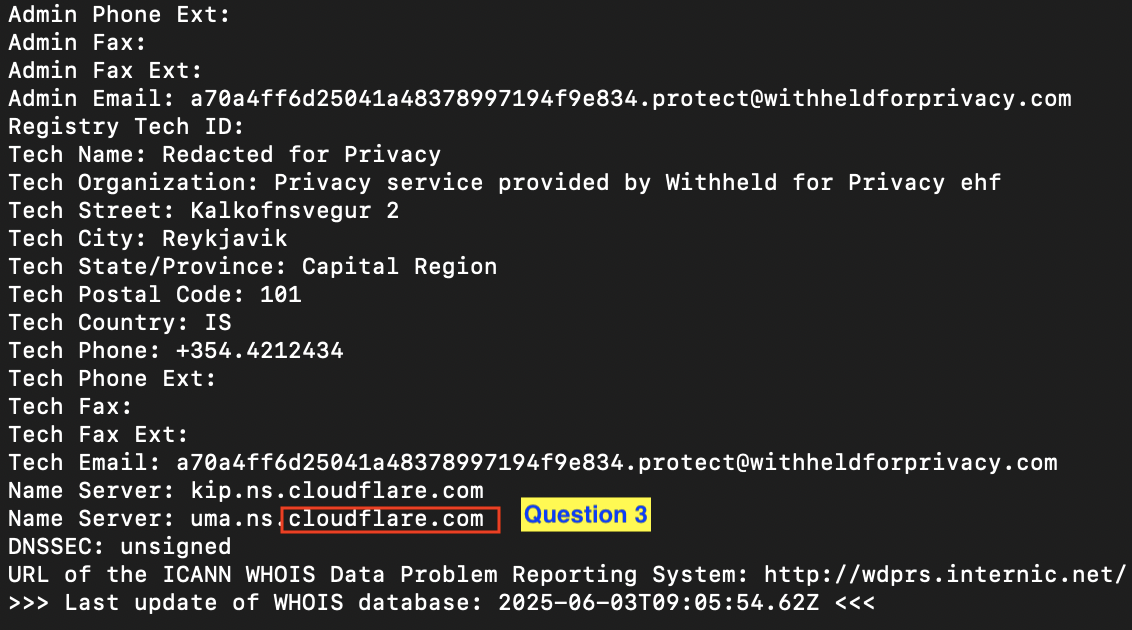 Admin Phone Ext:
Admin Fax:
Admin Fax Ext:
Admin Email: a70a4ff6d25041a48378997194f9e834.protect@withheldforprivacy.com
Registry Tech ID:
Tech Name: Redacted for Privacy
Tech Organization: Privacy service provided by Withheld for Privacy ehf
Tech Street: Kalkofnsvegur 2
Tech City: Reykjavik
Tech State/Province: Capital Region
Tech Postal Code: 101
Tech Country: IS
Tech Phone: +354.4212434
Tech Phone Ext:
Tech Fax:
Tech Fax Ext:
Tech Email: a70a4ff6d25041a48378997194f9e834.protect@withheldforprivacy.com
Name Server: kip.ns.cloudflare.com
Name Server: uma.ns.cloudflare.com Question 3
DNSSEC: unsigned
URL of the ICANN WHOIS Data Problem Reporting System: http://wdprs.internic.net/
>>> Last update of WHOIS database: 2025-06-03T09:05:54.62Z <<<